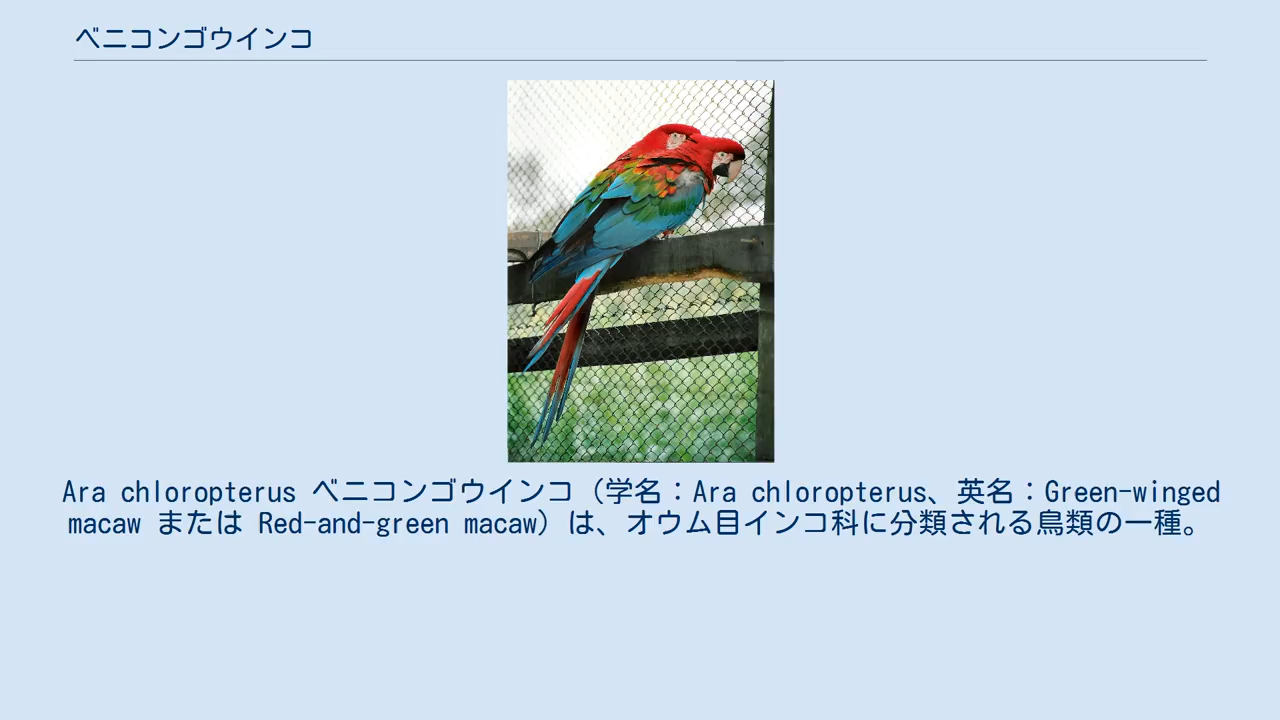 ベニコンゴウインコ
Ara chloropterus ベニコンゴウインコ（学名：Ara chloropterus、英名：Green-winged
macaw または Red-and-green macaw）は、オウム目インコ科に分類される鳥類の一種。